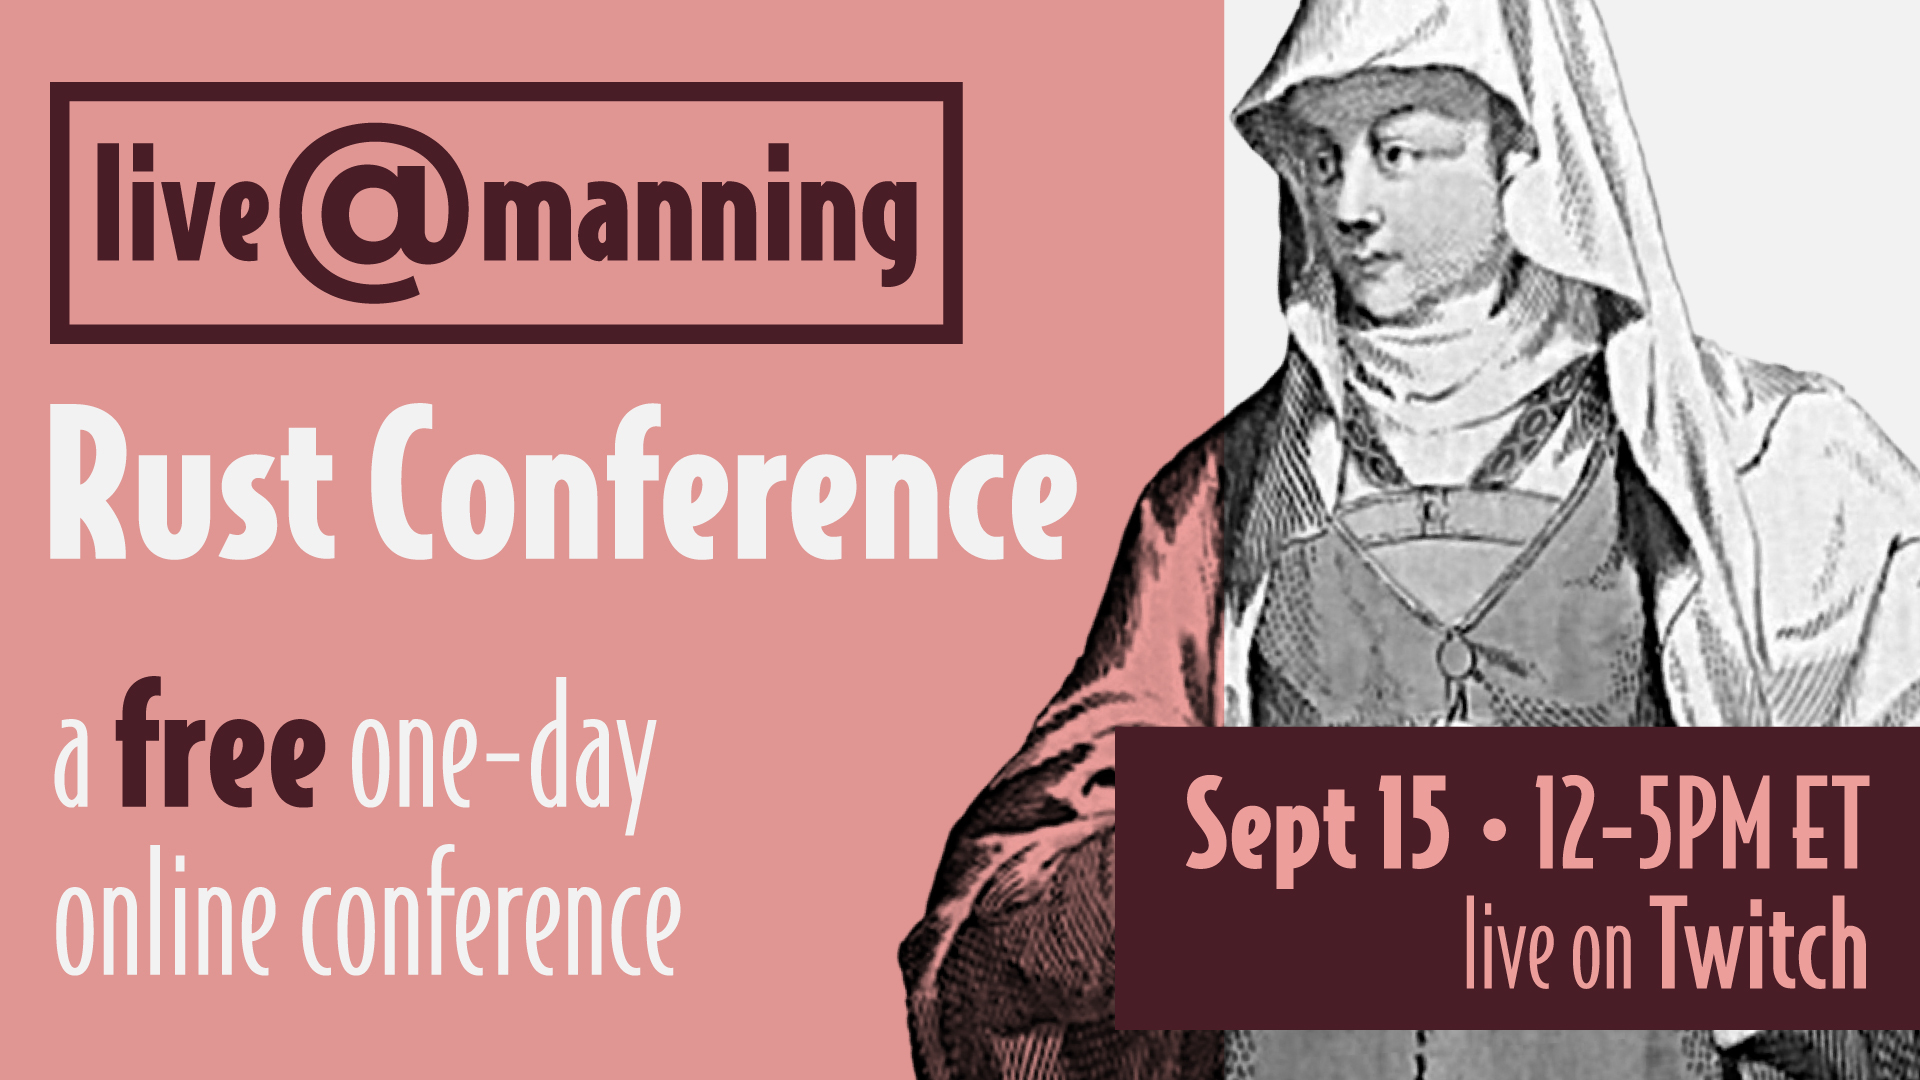 live@manning
Rust Conference
a free one-day
online conference
Sept 15 • 12-5PM ET
live on Twitch